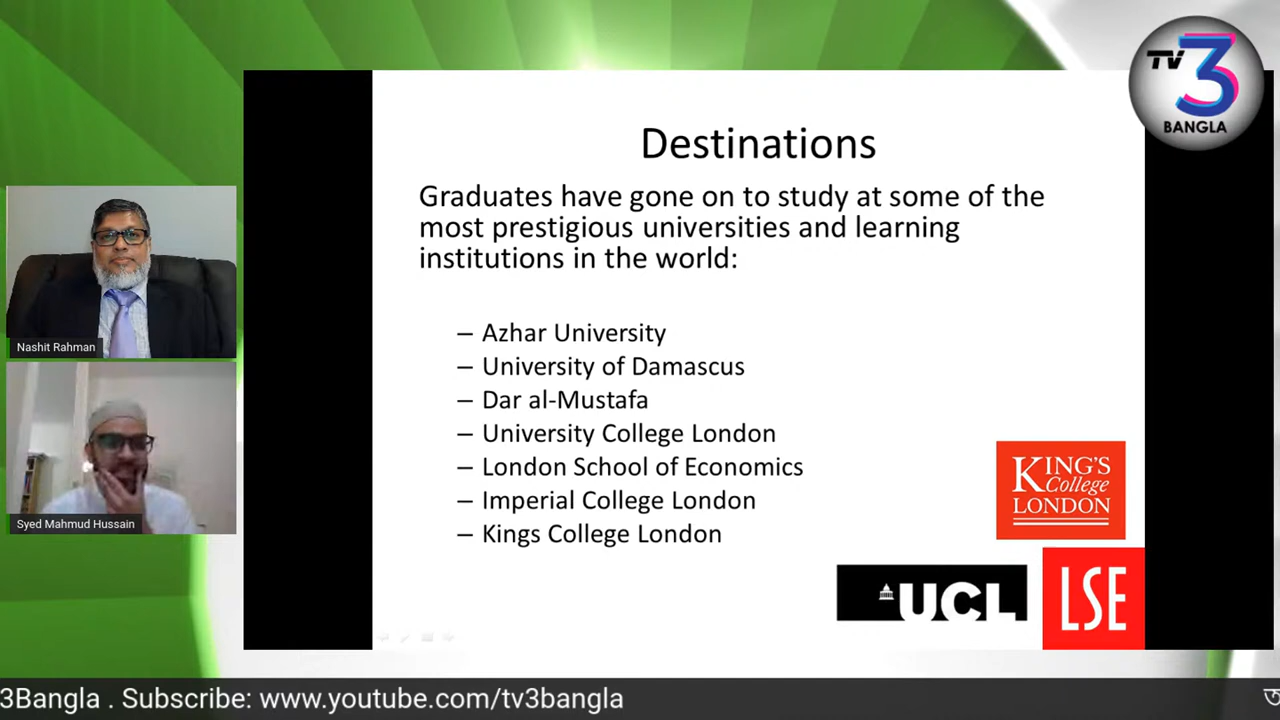 TV 3
BANGLA
Destinations
Graduates have gone on to study at some of the
most prestigious universities and learning
institutions in the world:
– Azhar University
– University of Damascus
– Dar al-Mustafa
– University College London
– London School of Economics
– Imperial College London
– Kings College London
KING'S
College
LONDON
UCL
LSE
Nashit Rahman
Syed Mahmud Hussain
3Bangla . Subscribe: www.youtube.com/tv3bangla